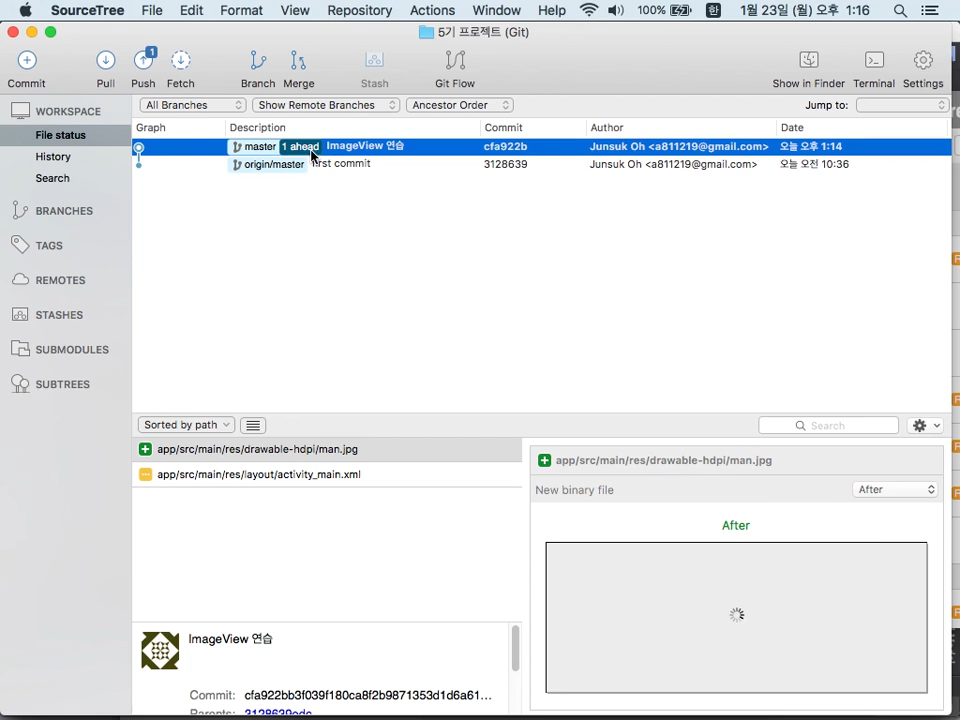 SourceTree File Edit Format View Repository Actions Window Help 100% 한 1월 23일 (월) 오후 1:16
5기 프로젝트 (Git)
1
Commit Pull Push Fetch Branch Merge Stash Git Flow Show in Finder Terminal Settings
WORKSPACE
File status
History
Search
BRANCHES
TAGS
REMOTES
STASHES
SUBMODULES
SUBTREES
All Branches Show Remote Branches Ancestor Order Jump to:
Graph Description Commit Author Date
master 1 ahead ImageView 연습 cfa922b Junsuk Oh <a811219@gmail.com> 오늘 오후 1:14
origin/master first commit 3128639 Junsuk Oh <a811219@gmail.com> 오늘 오전 10:36
Sorted by path Search
app/src/main/res/drawable-hdpi/man.jpg
app/src/main/res/layout/activity_main.xml
app/src/main/res/drawable-hdpi/man.jpg
New binary file After
After
ImageView 연습
Commit: cfa922bb3f039f180ca8f2b9871353d1d6a61...
Parents: 3128639edc